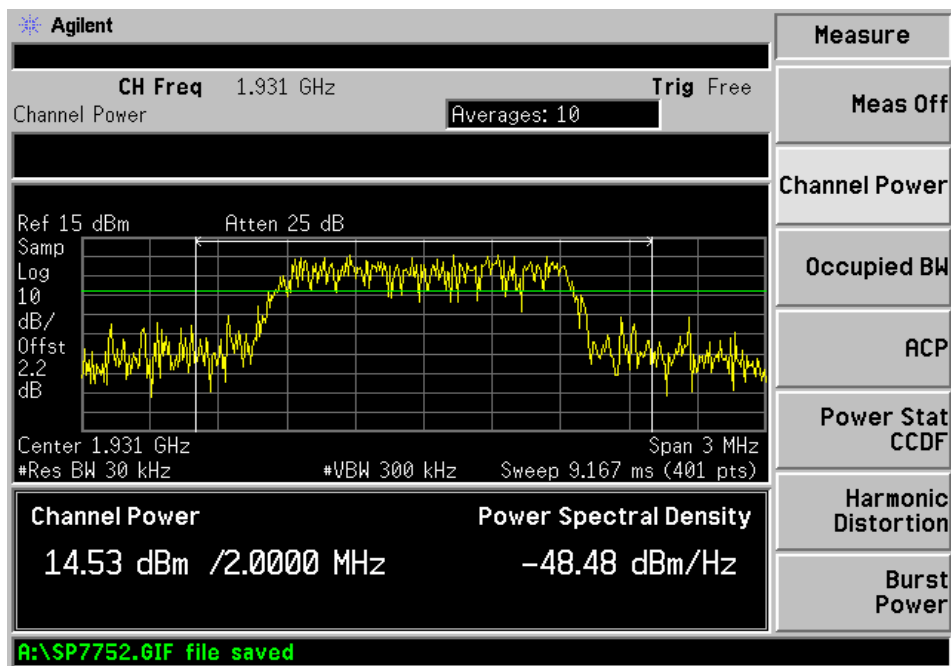 Agilent
CH Freq 1.931 GHz Trig Free
Channel Power Averages: 10
Ref 15 dBm Atten 25 dB
Samp
Log
10
dB/
Offst
2.2
dB
Center 1.931 GHz Span 3 MHz
#Res BW 30 kHz #VBW 300 kHz Sweep 9.167 ms (401 pts)
Channel Power Power Spectral Density
14.53 dBm /2.0000 MHz -48.48 dBm/Hz
A:\SP7752.GIF file saved
Measure
Meas Off
Channel Power
Occupied BW
ACP
Power Stat
CCDF
Harmonic
Distortion
Burst
Power